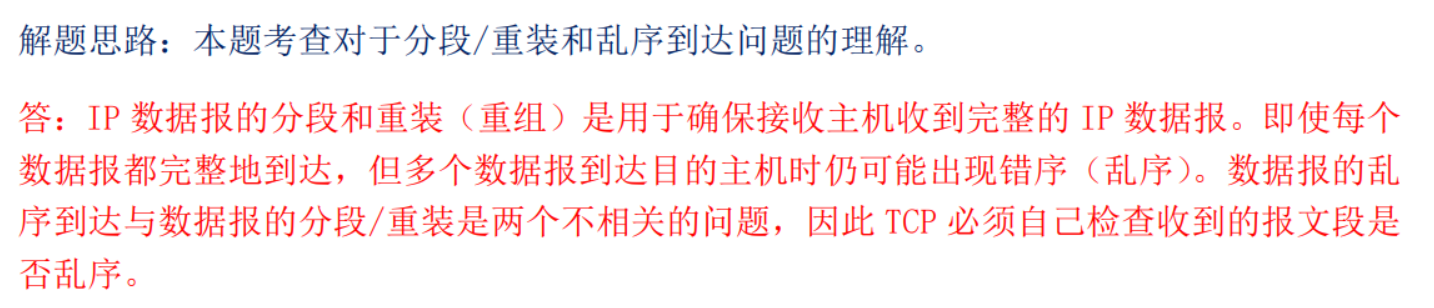 解题思路：本题考查对于分段/重装和乱序到达问题的理解。
答：IP 数据报的分段和重装（重组）是用于确保接收主机收到完整的 IP 数据报。即使每个
数据报都完整地到达，但多个数据报到达目的主机时仍可能出现错序（乱序）。数据报的乱
序到达与数据报的分段/重装是两个不相关的问题，因此 TCP 必须自己检查收到的报文段是
否乱序。